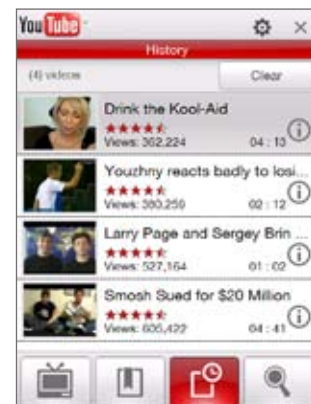 YouTube
History
(4) videos
Clear
Drink the Kool-Aid
Views: 362,224
04 : 13
Youzhny reacts badly to losi...
Views: 380,259
02 : 12
Larry Page and Sergey Brin ...
Views: 527,164
01 : 02
Smosh Sued for $20 Million
Views: 605,422
04 : 41